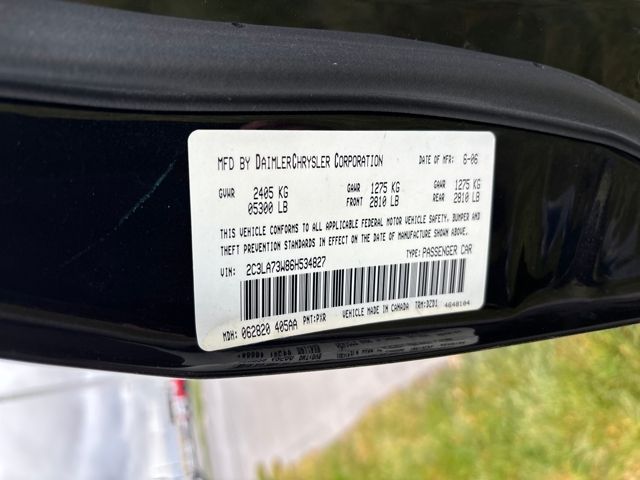 MFD BY DAIMLERCHRYSLER CORPORATION DATE OF MFR: 6-06
GVWR 2405 KG GAWR 1275 KG GAWR 1275 KG
05300 LB FRONT 2810 LB REAR 2810 LB
THIS VEHICLE CONFORMS TO ALL APPLICABLE FEDERAL MOTOR VEHICLE SAFETY, BUMPER AND
THEFT PREVENTION STANDARDS IN EFFECT ON THE DATE OF MANUFACTURE SHOWN ABOVE.
VIN: 2C3LA73W86H534827 TYPE: PASSENGER CAR
MDH: 062820 405AA PNT:PXR VEHICLE MADE IN CANADA TRM:DZD1 4648104